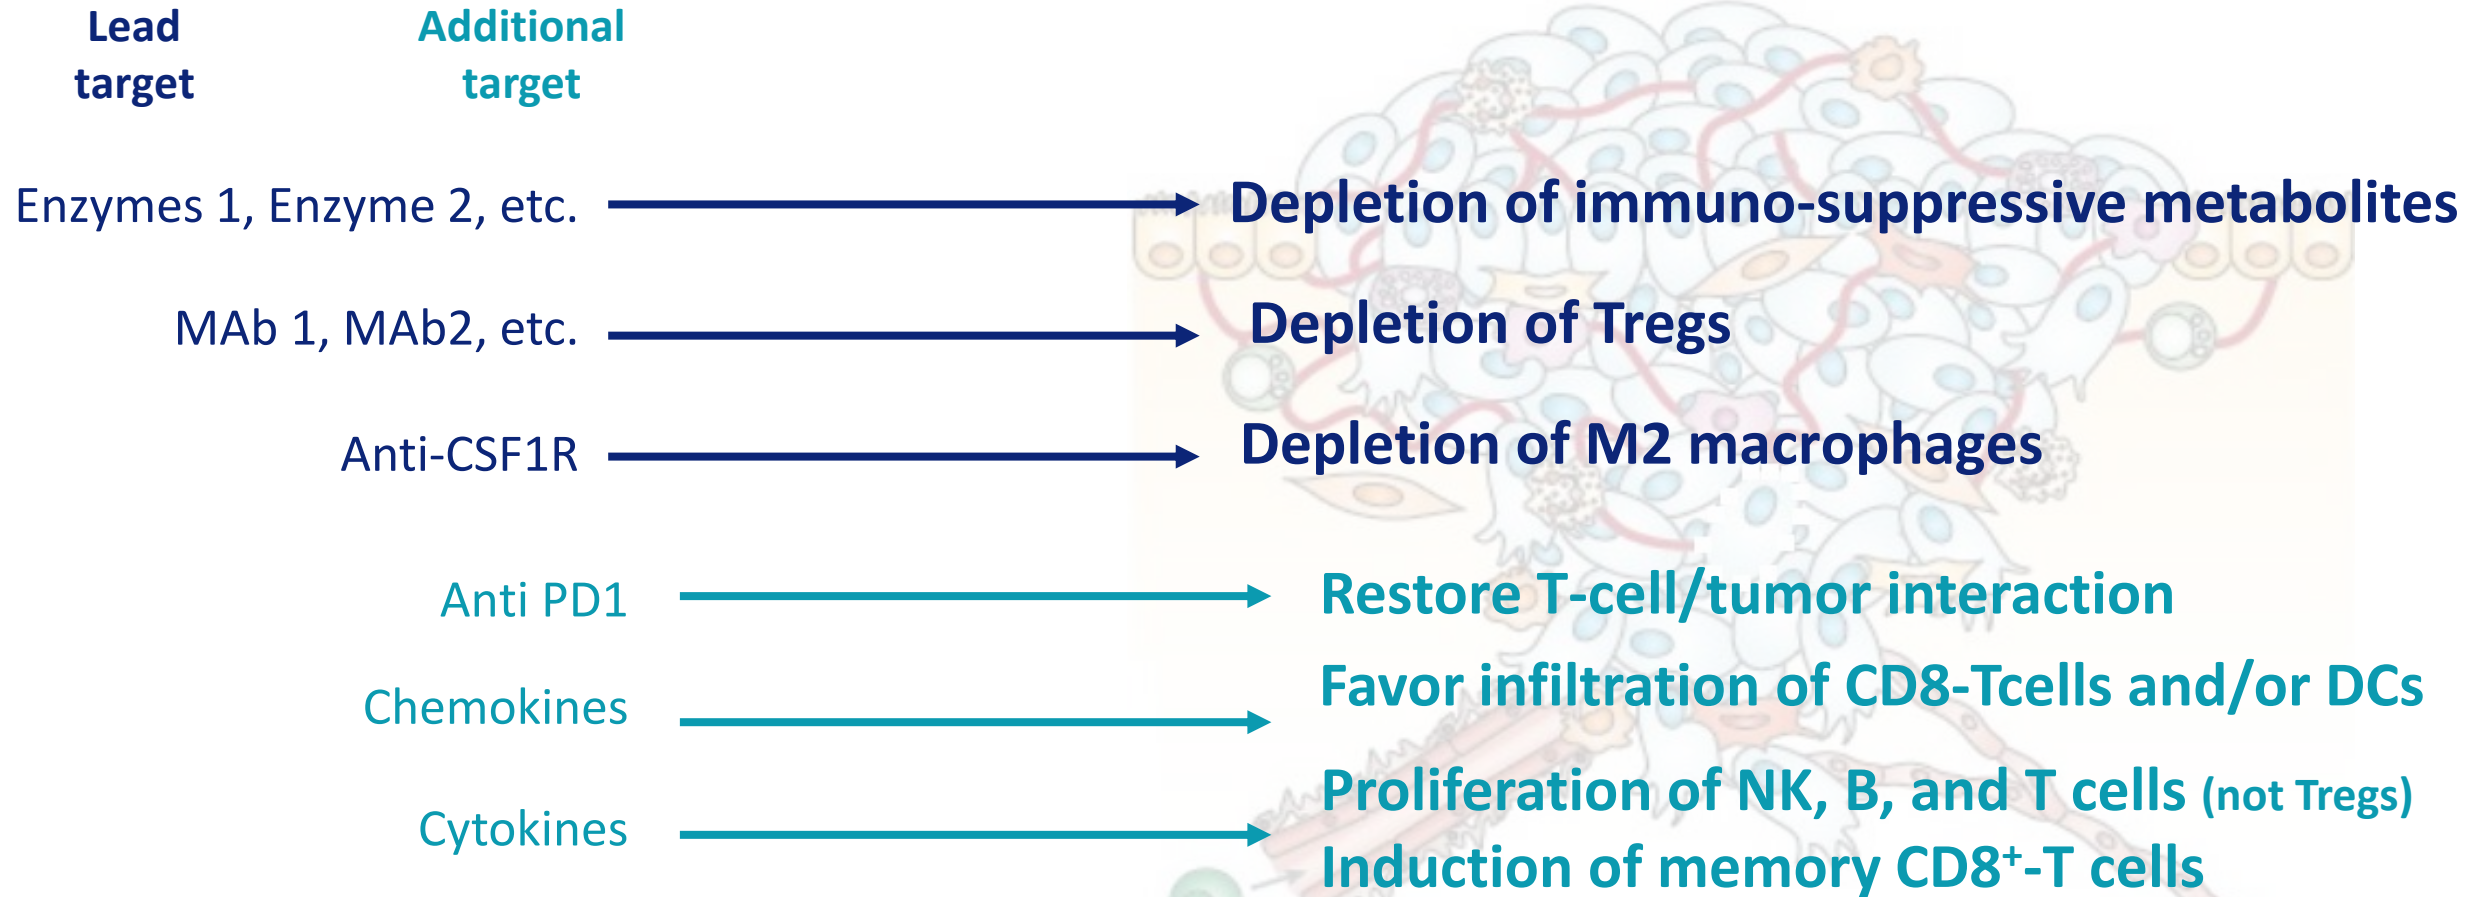 Lead
target
Additional
target
Enzymes 1, Enzyme 2, etc.
Depletion of immuno-suppressive metabolites
MAb 1, MAb2, etc.
Depletion of Tregs
Anti-CSF1R
Depletion of M2 macrophages
Anti PD1
Restore T-cell/tumor interaction
Chemokines
Favor infiltration of CD8-Tcells and/or DCs
Cytokines
Proliferation of NK, B, and T cells (not Tregs)
Induction of memory CD8⁺-T cells